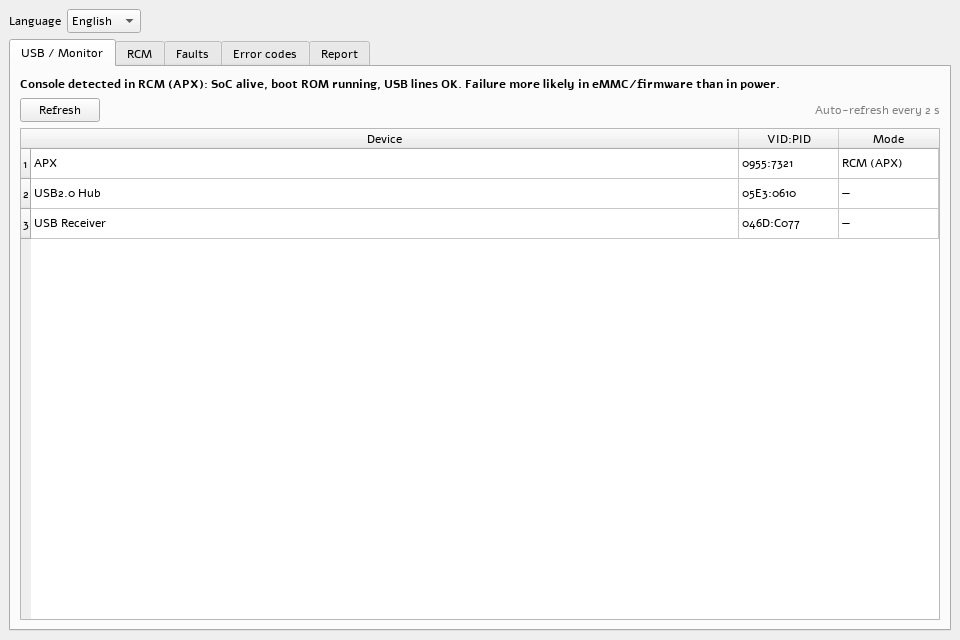 Language English
USB / Monitor RCM Faults Error codes Report
Console detected in RCM (APX): SoC alive, boot ROM running, USB lines OK. Failure more likely in eMMC/firmware than in power.
Refresh Auto-refresh every 2 s
Device VID:PID Mode
1 APX 0955:7321 RCM (APX)
2 USB2.0 Hub 05E3:0610 —
3 USB Receiver 046D:C077 —